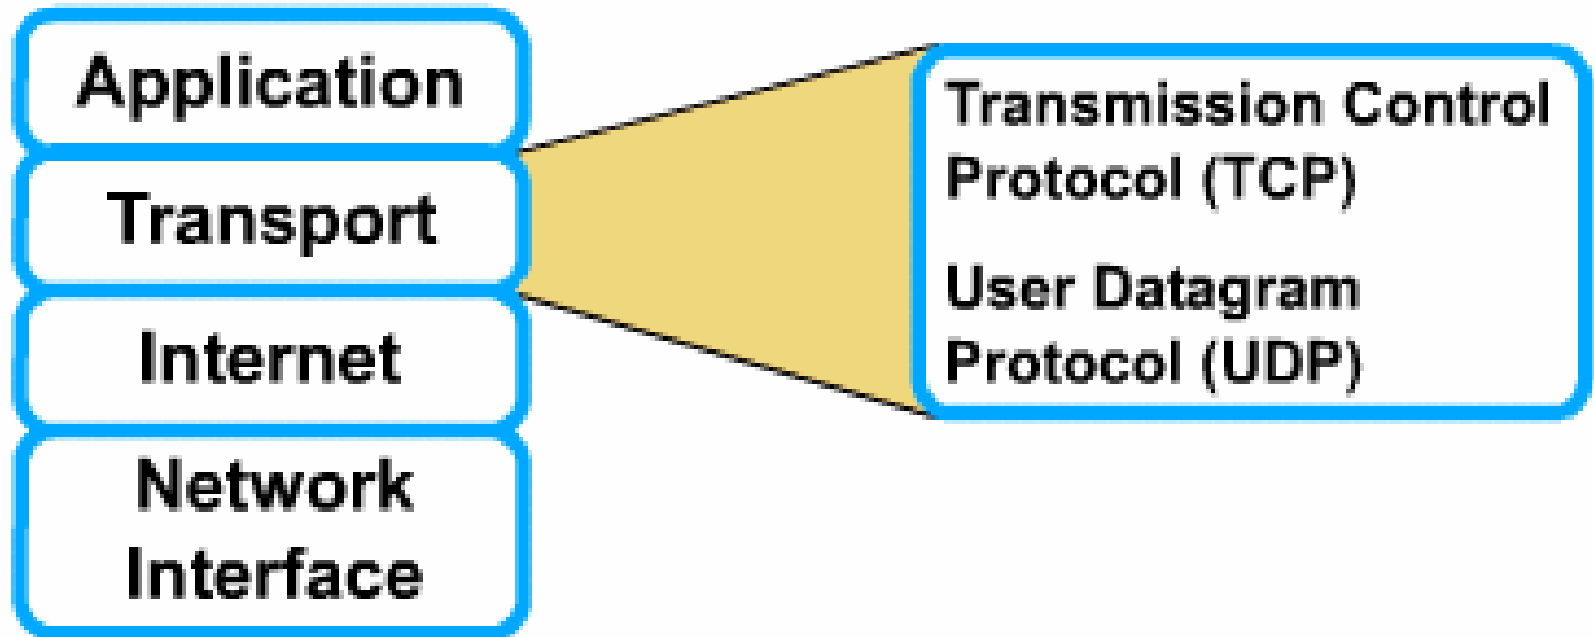 Application
Transport
Internet
Network
Interface
Transmission Control
Protocol (TCP)
User Datagram
Protocol (UDP)